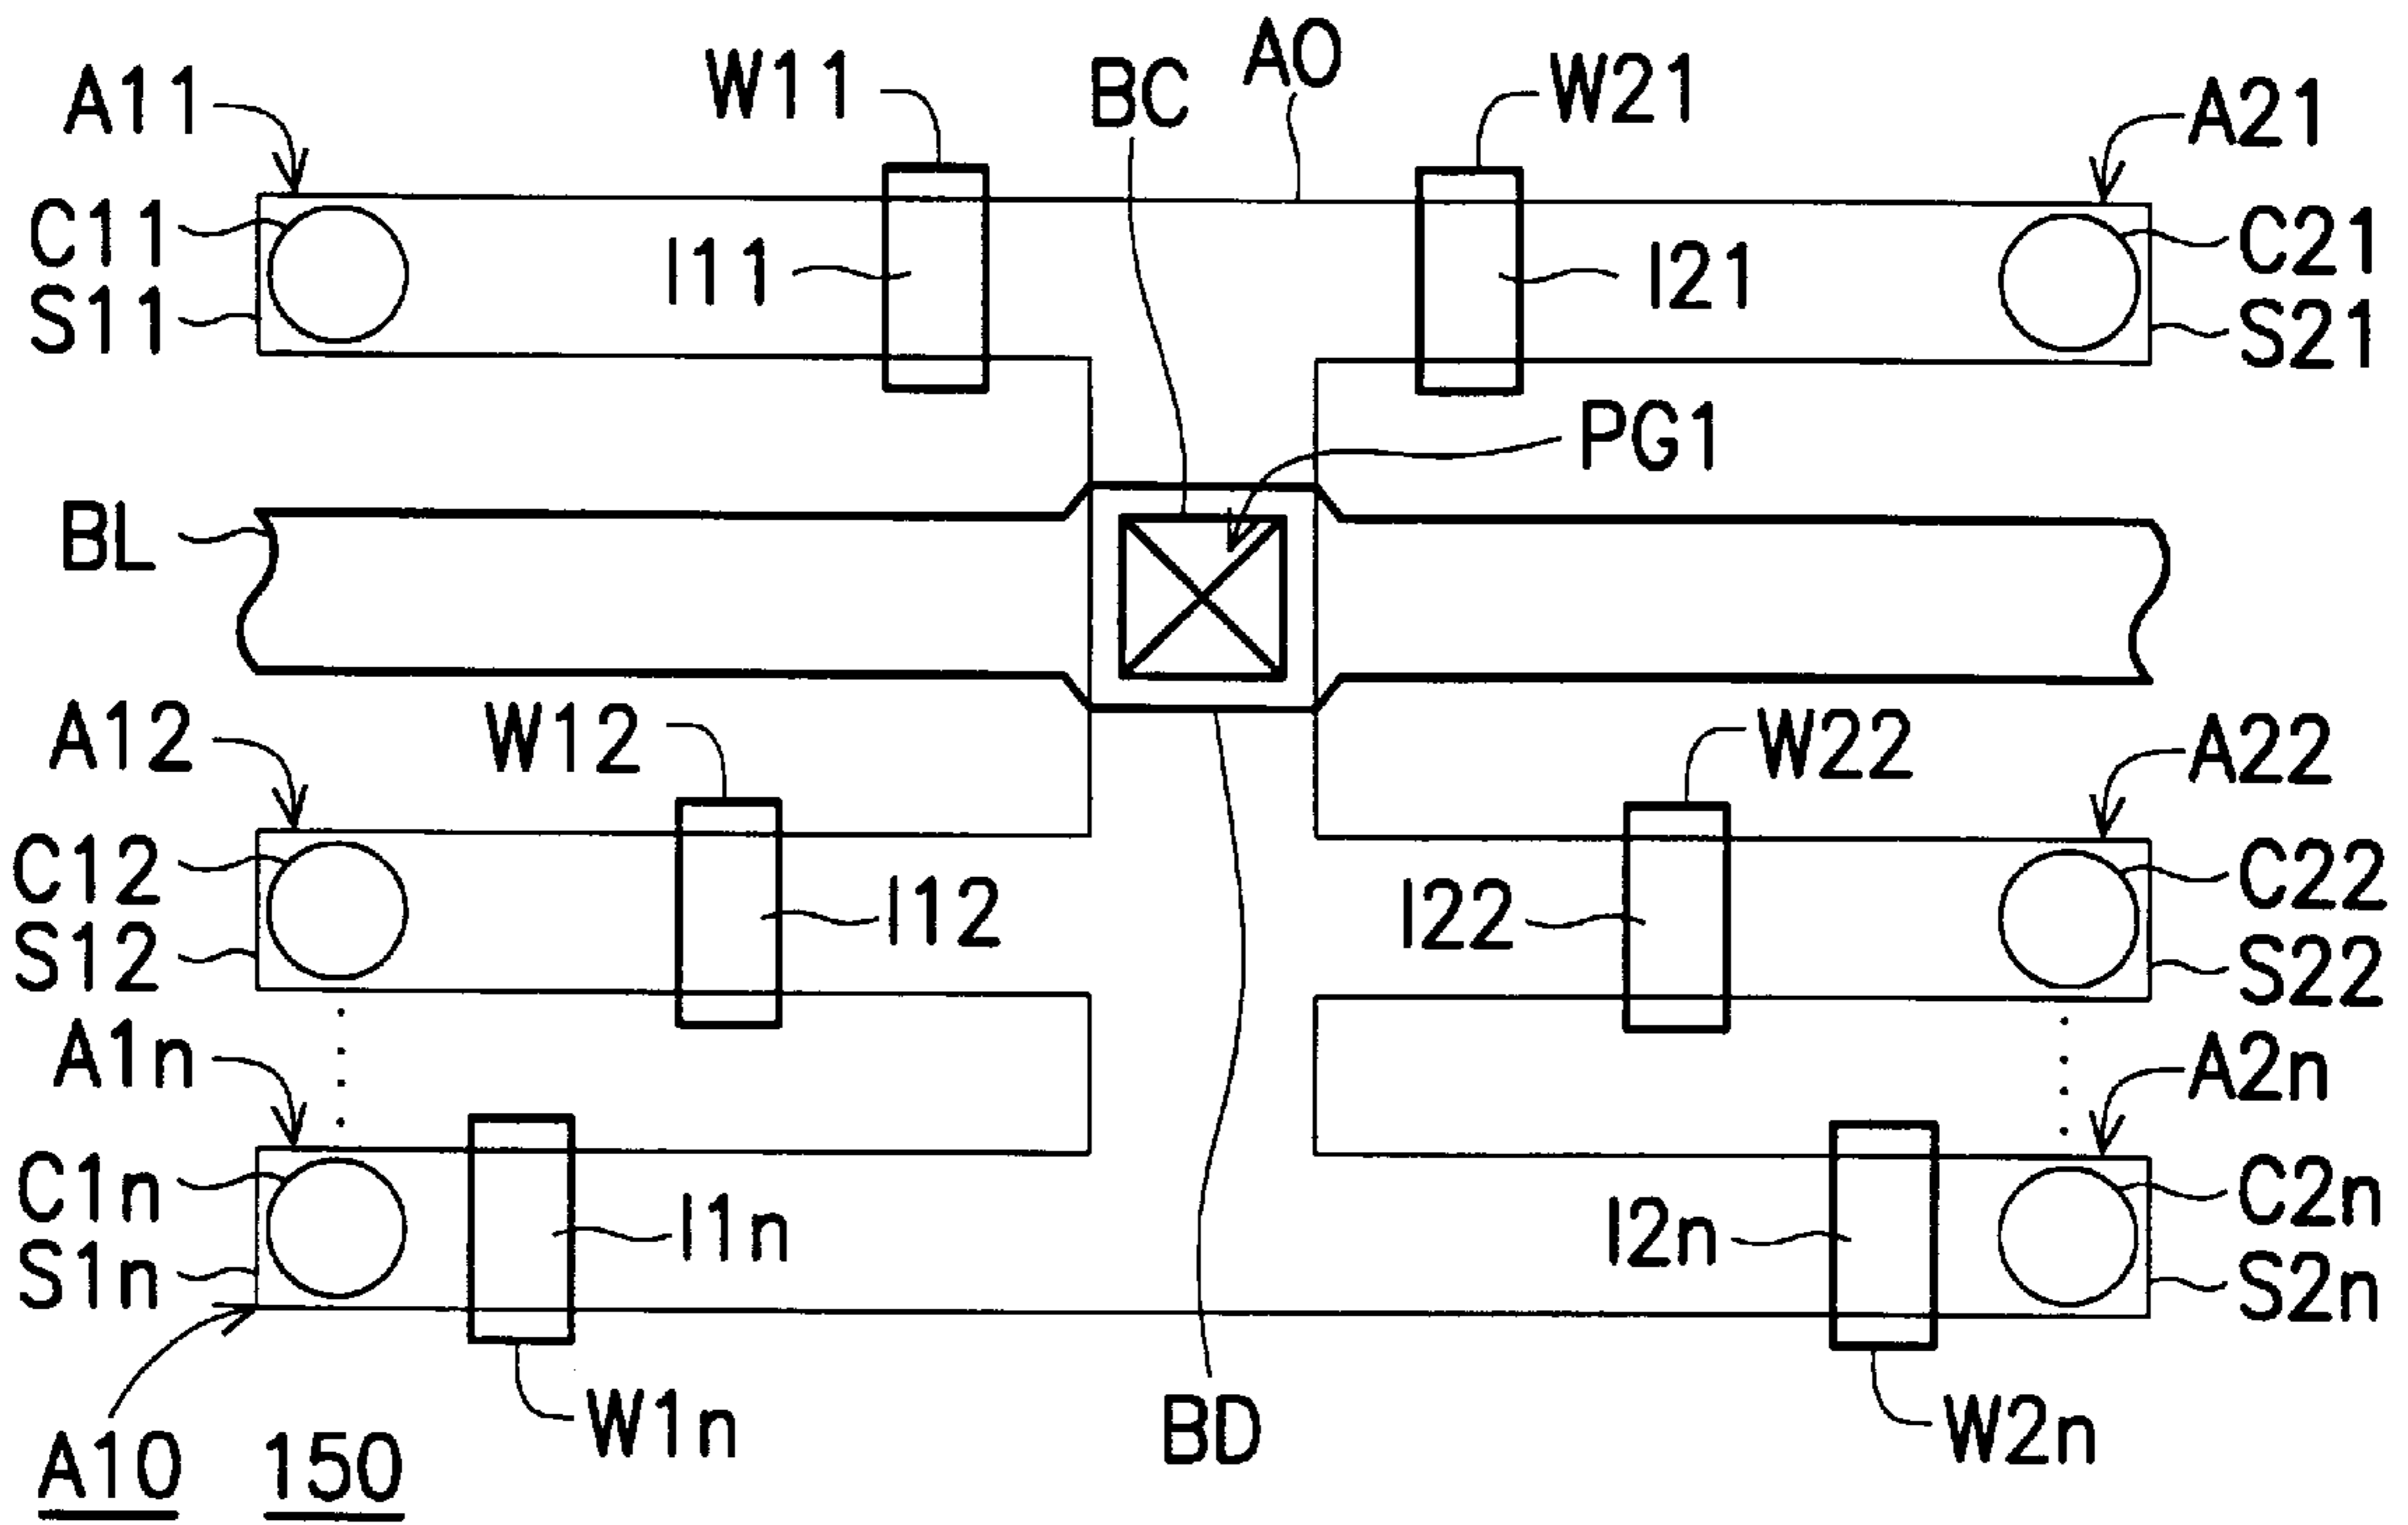 A11 W11 BC AO W21 A21
C11 I11 I21 C21
S11 S21
PG1
BL
A12 W12 W22 A22
C12 I12 I22 C22
S12 S22
A1n A2n
C1n I1n I2n C2n
S1n S2n
W1n BD W2n
A10 150